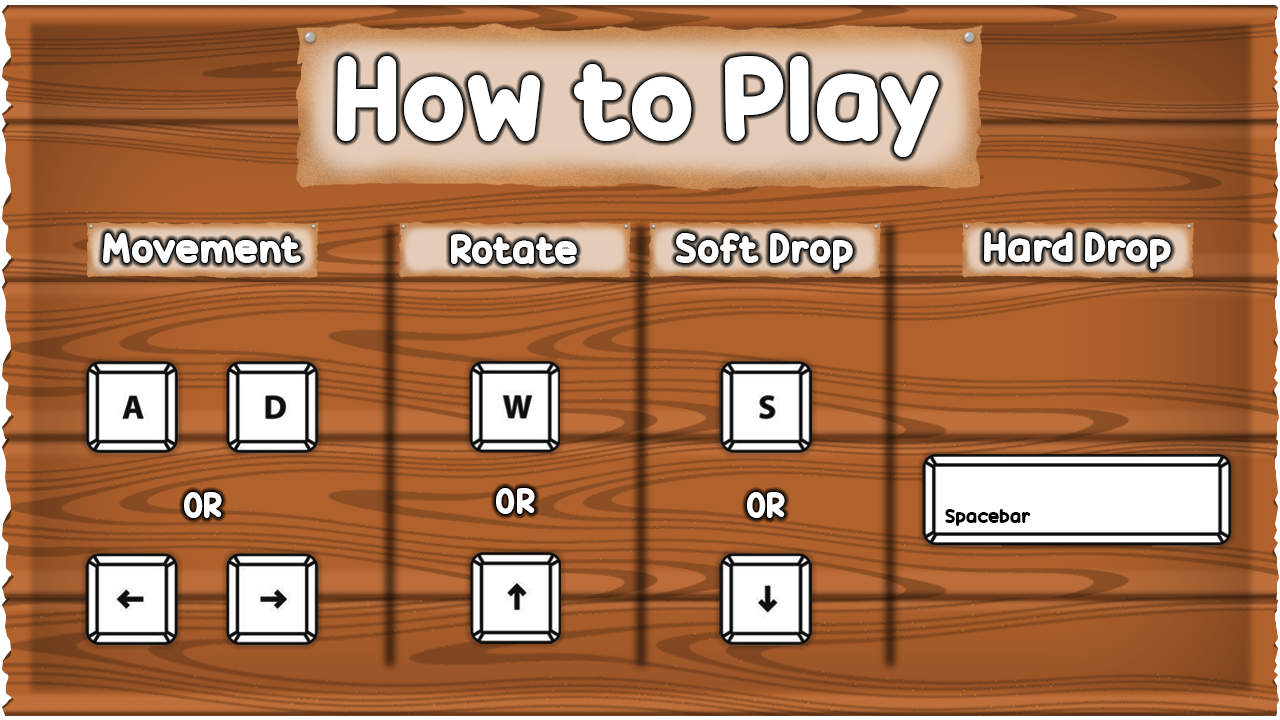 How to Play
Movement
A D
OR
← →
Rotate
W
OR
↑
Soft Drop
S
OR
↓
Hard Drop
Spacebar